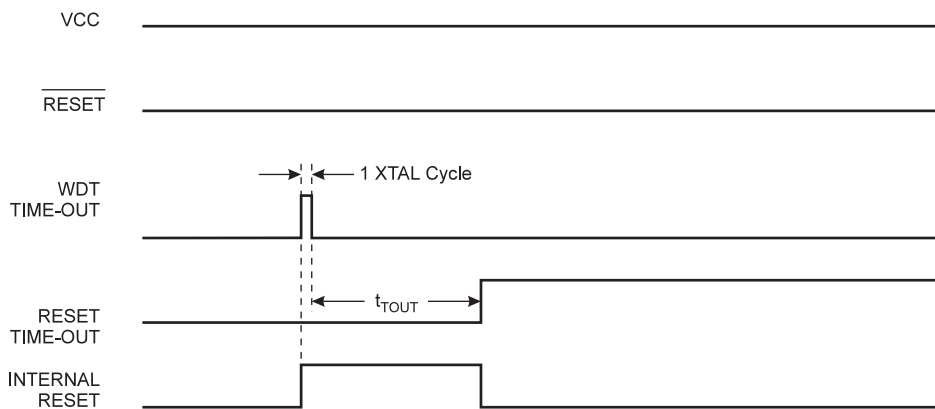 VCC
RESET
1 XTAL Cycle
WDT
TIME-OUT
tTOUT
RESET
TIME-OUT
INTERNAL
RESET